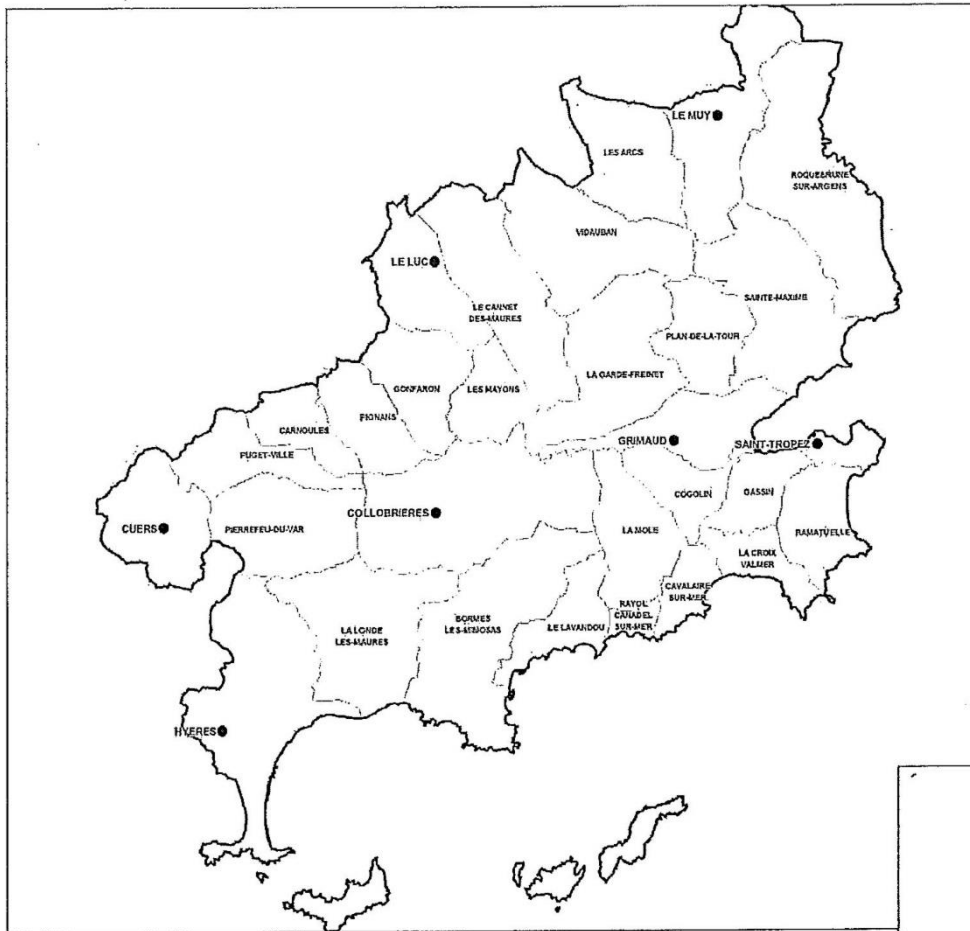 LE MUY
LES ARCS
ROQUEBRUNE
SUR-ARGENS
VIDAUBAN
LE LUC
SAINTE-MAXIME
LE CANNET
DES-MAURES
PLAN-DE-LA-TOUR
LA GARDE-FREINET
GONFARON
LES MAYONS
PIGNANS
CARNOULES
GRIMAUD
SAINT-TROPEZ
PUGET-VILLE
COGOLIN
GASSIN
COLLOBRIERES
CUERS
PIERREFEU-DU-VAR
LA MOLE
RAMATUELLE
LA CROIX
VALMER
CAVALAIRE
SUR-MER
RAYOL
CANADEL
SUR-MER
BORMES
LES-MIMOSAS
LE LAVANDOU
LA LONDE
LES-MAURES
HYERES